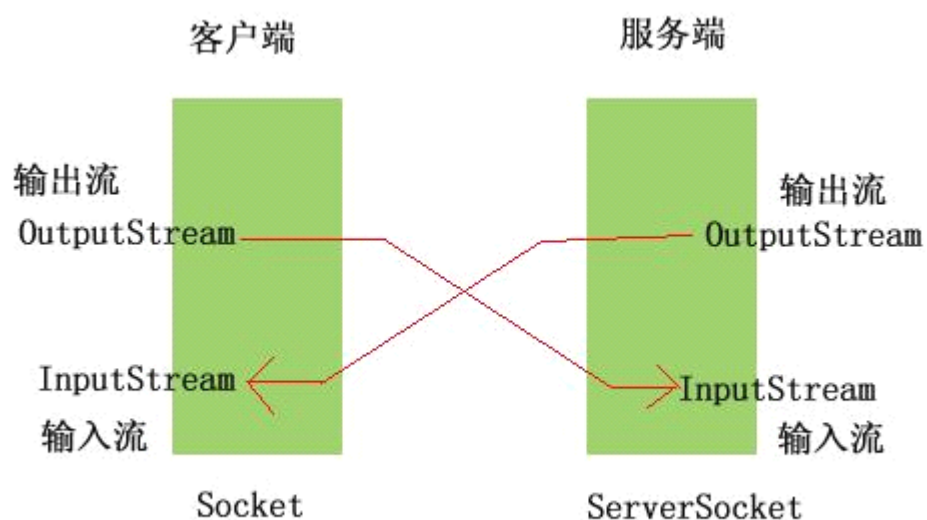 客户端
服务端
输出流
OutputStream
输出流
OutputStream
InputStream
输入流
InputStream
输入流
Socket
ServerSocket